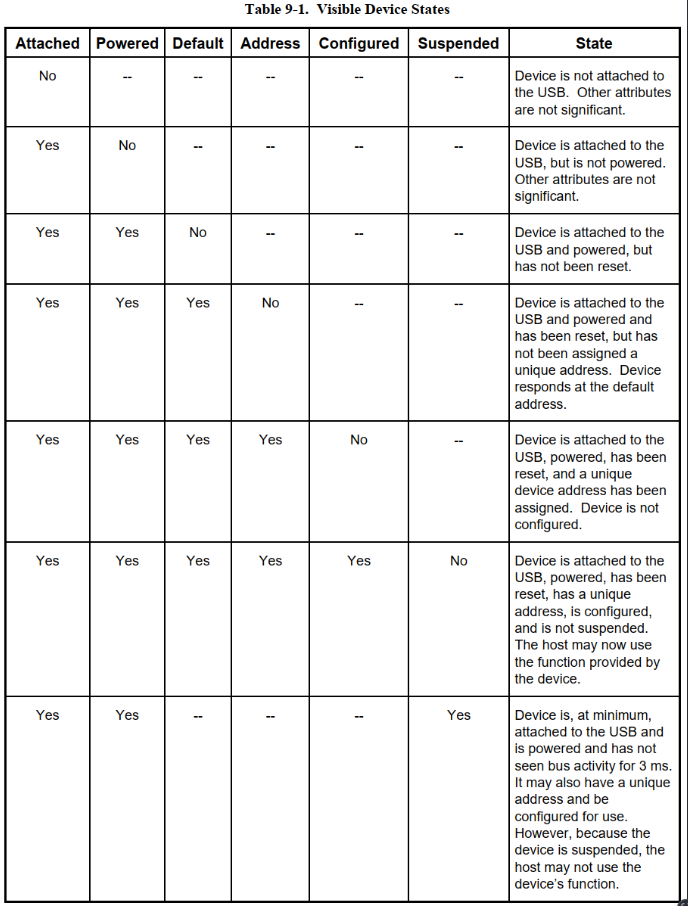 Table 9-1. Visible Device States
Attached Powered Default Address Configured Suspended State
No -- -- -- -- -- Device is not attached to
the USB. Other attributes
are not significant.
Yes No -- -- -- -- Device is attached to the
USB, but is not powered.
Other attributes are not
significant.
Yes Yes No -- -- -- Device is attached to the
USB and powered, but
has not been reset.
Yes Yes Yes No -- -- Device is attached to the
USB and powered and
has been reset, but has
not been assigned a
unique address. Device
responds at the default
address.
Yes Yes Yes Yes No -- Device is attached to the
USB, powered, has been
reset, and a unique
device address has been
assigned. Device is not
configured.
Yes Yes Yes Yes Yes No Device is attached to the
USB, powered, has been
reset, has a unique
address, is configured,
and is not suspended.
The host may now use
the function provided by
the device.
Yes Yes -- -- -- Yes Device is, at minimum,
attached to the USB and
is powered and has not
seen bus activity for 3 ms.
It may also have a unique
address and be
configured for use.
However, because the
device is suspended, the
host may not use the
device's function.